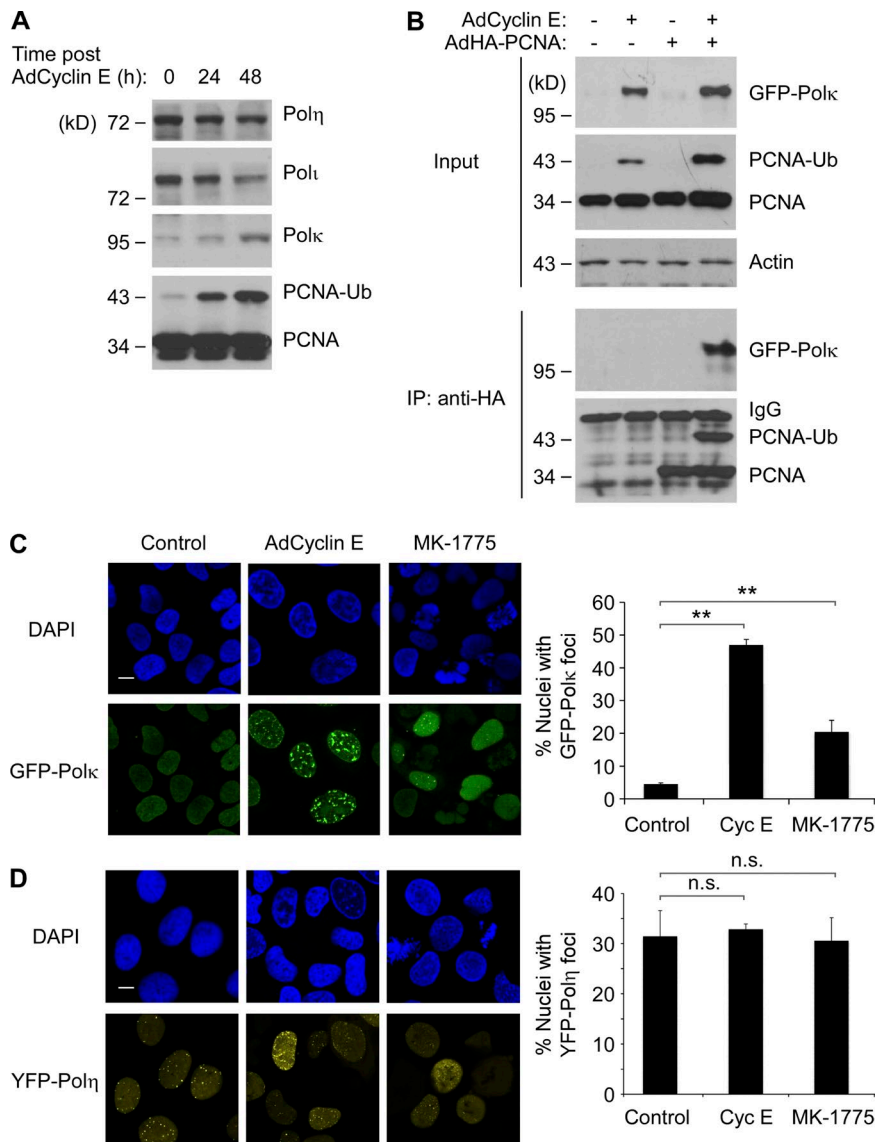 A
Time post
AdCyclin E (h): 0 24 48
(kD) 72 – Polη
Polι
72 –
95 – Polκ
43 – PCNA-Ub
34 – PCNA
B
AdCyclin E: - + - +
AdHA-PCNA: - - + +
(kD)
GFP-Polκ
95 –
Input
43 – PCNA-Ub
34 – PCNA
43 – Actin
GFP-Polκ
95 –
IP: anti-HA
IgG
43 – PCNA-Ub
34 – PCNA
C
Control AdCyclin E MK-1775
DAPI
GFP-Polκ
% Nuclei with
GFP-Polκ foci
60
50
40
30
20
10
0
**
**
Control Cyc E MK-1775
D
DAPI
YFP-Polη
% Nuclei with
YFP-Polη foci
40
30
20
10
0
n.s.
n.s.
Control Cyc E MK-1775